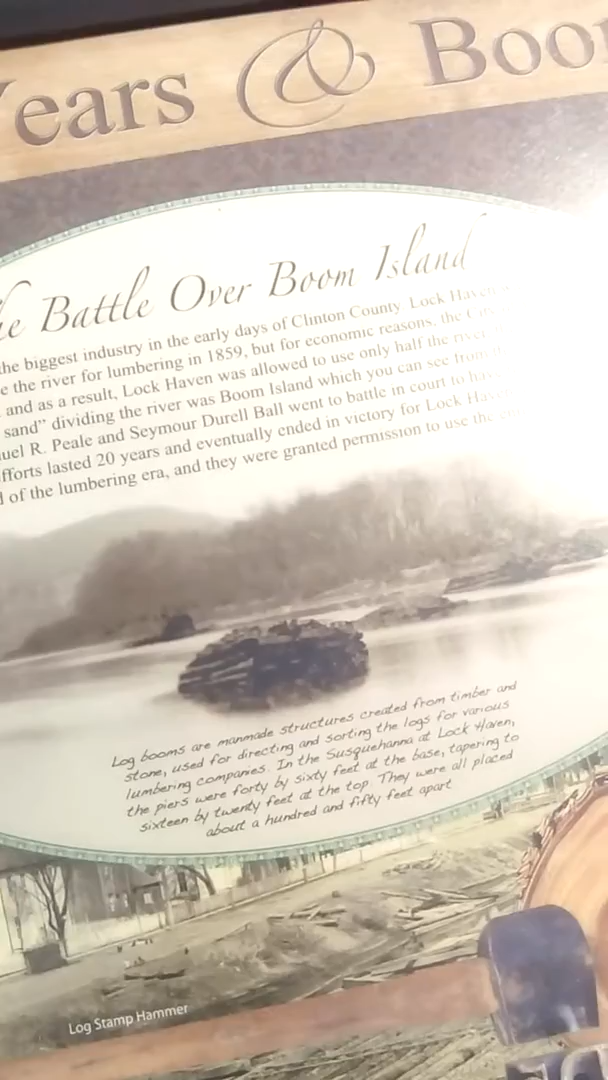 Years & Boom
The Battle Over Boom Island
the biggest industry in the early days of Clinton County. Lock Haven
e the river for lumbering in 1859, but for economic reasons, the
and as a result, Lock Haven was allowed to use only half the river
sand” dividing the river was Boom Island which you can see from
uel R. Peale and Seymour Durell Ball went to battle in court to ha
fforts lasted 20 years and eventually ended in victory for Lock Haven
d of the lumbering era, and they were granted permission to use the
Log booms are manmade structures created from timber and
stone, used for directing and sorting the logs for various
lumbering companies. In the Susquehanna at Lock Haven,
the piers were forty by sixty feet at the base, tapering to
sixteen by twenty feet at the top. They were all placed
about a hundred and fifty feet apart
Log Stamp Hammer